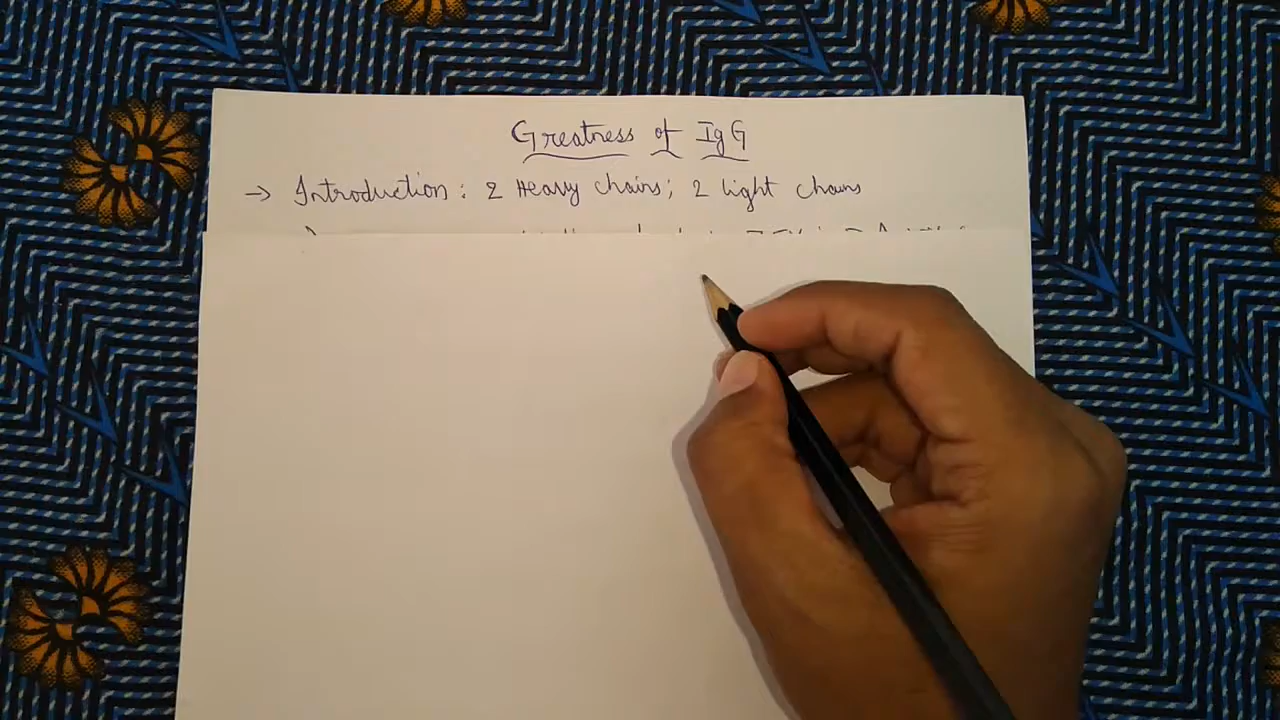 Greatness of IgG
→ Introduction: 2 Heavy chains; 2 light chains